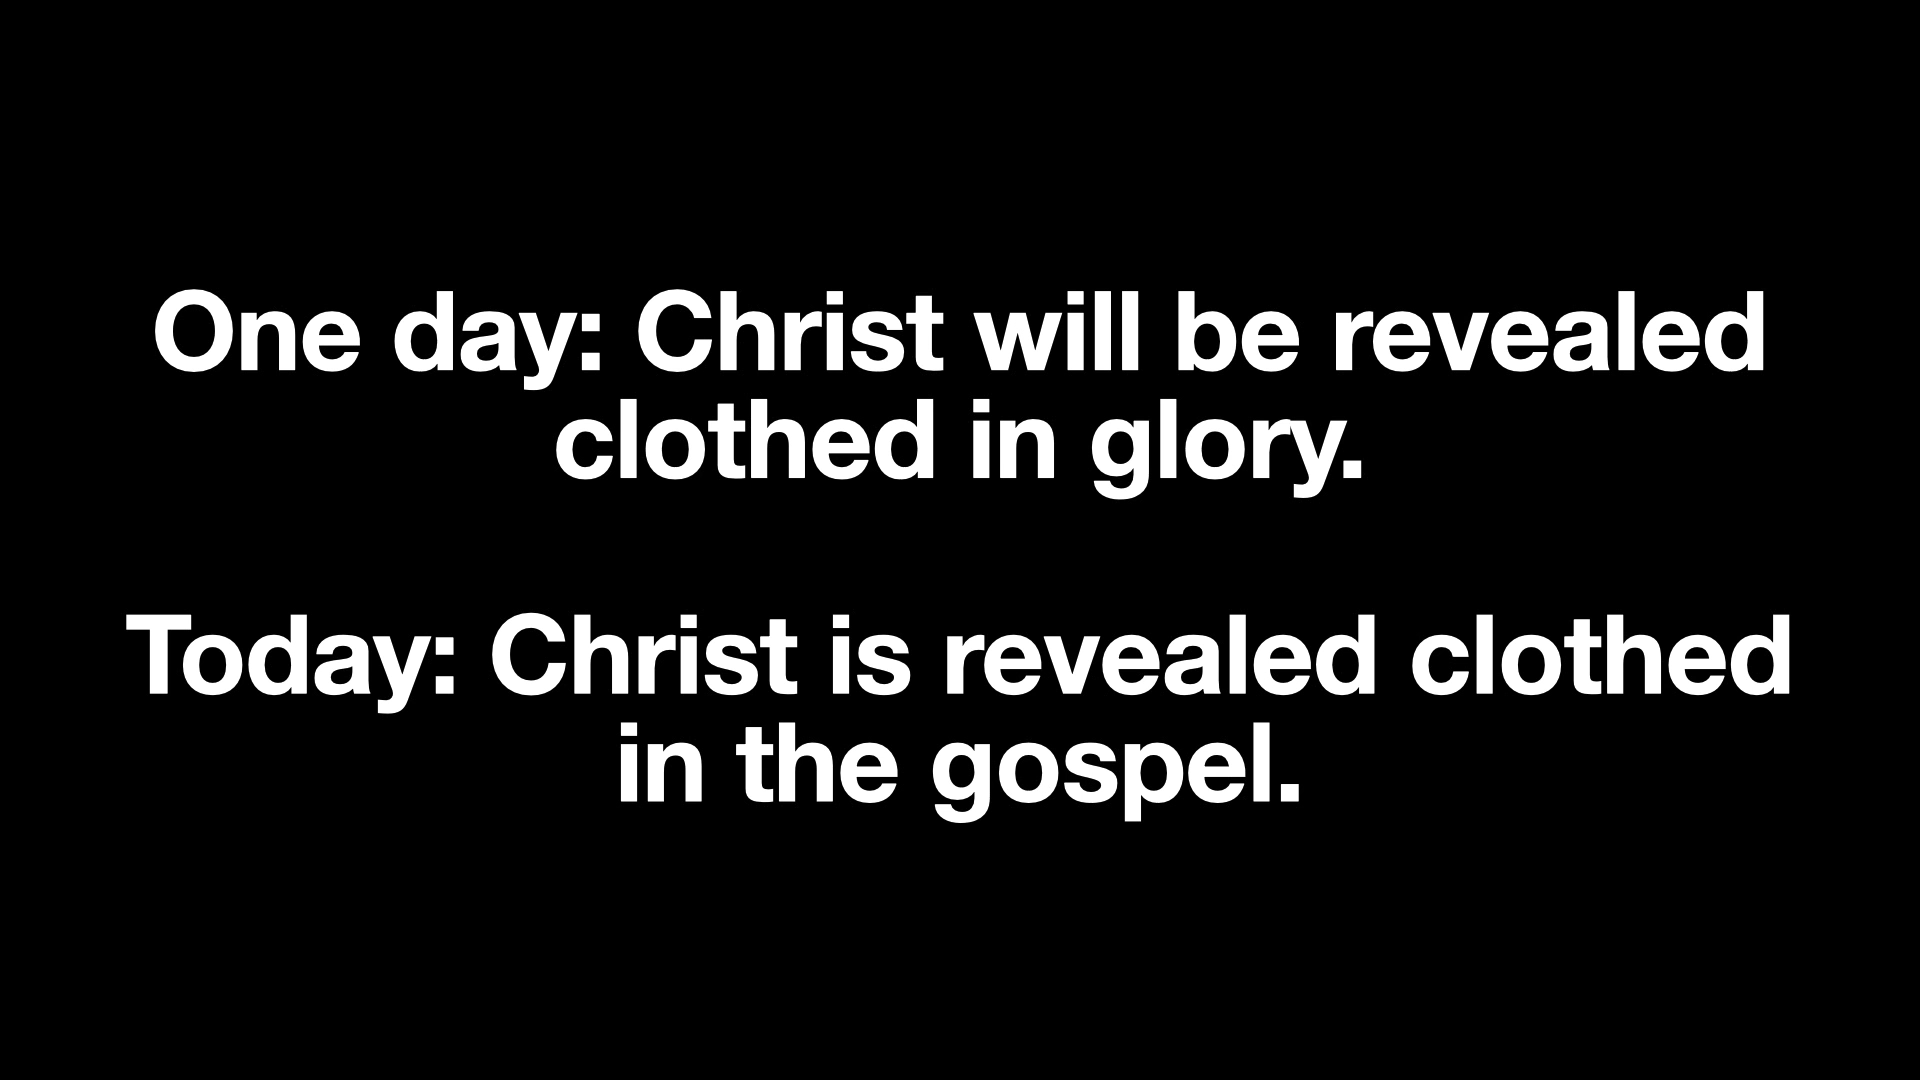 One day: Christ will be revealed
clothed in glory.
Today: Christ is revealed clothed
in the gospel.